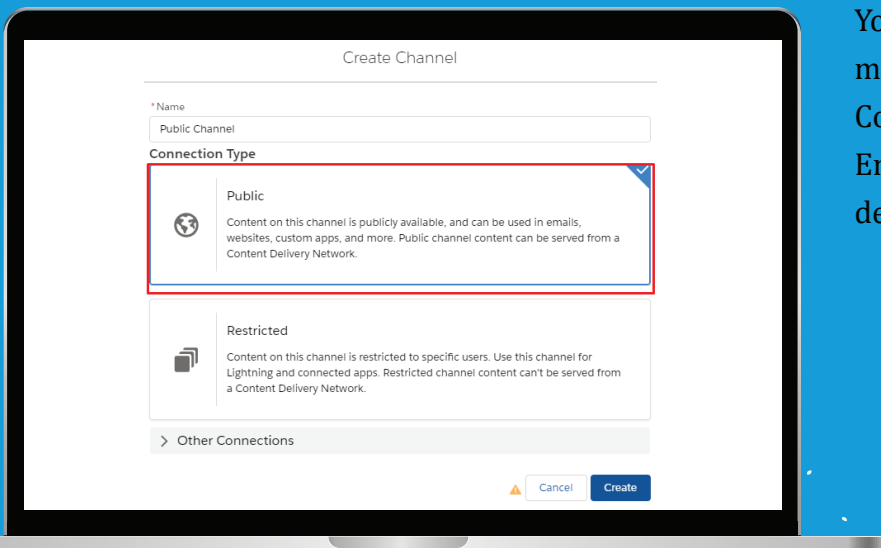 Create Channel
*Name
Public Channel
Connection Type
Public
Content on this channel is publicly available, and can be used in emails,
websites, custom apps, and more. Public channel content can be served from a
Content Delivery Network.
Restricted
Content on this channel is restricted to specific users. Use this channel for
Lightning and connected apps. Restricted channel content can't be served from
a Content Delivery Network.
Other Connections
Cancel
Create